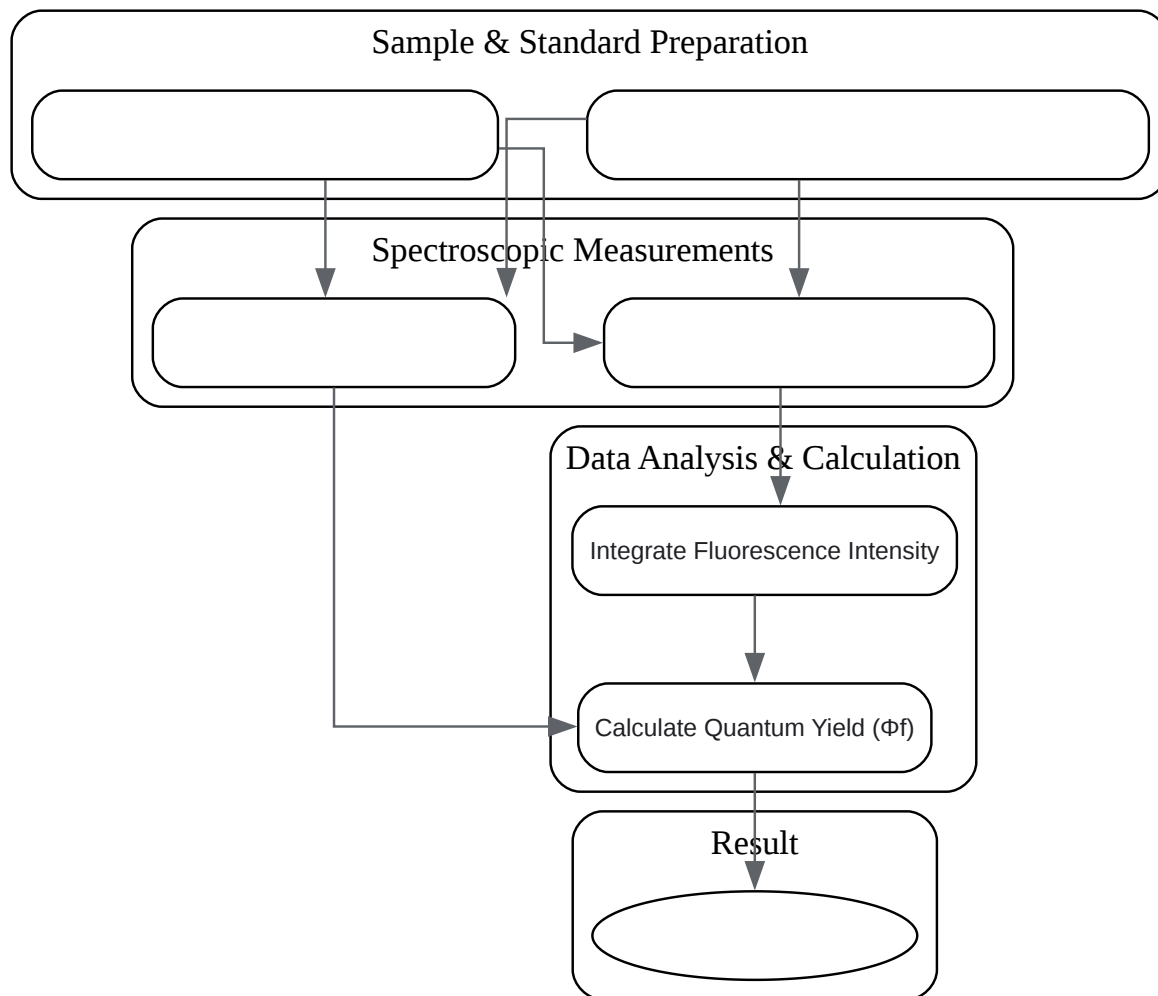 Sample & Standard Preparation
Spectroscopic Measurements
Data Analysis & Calculation
Integrate Fluorescence Intensity
Calculate Quantum Yield (Φf)
Result